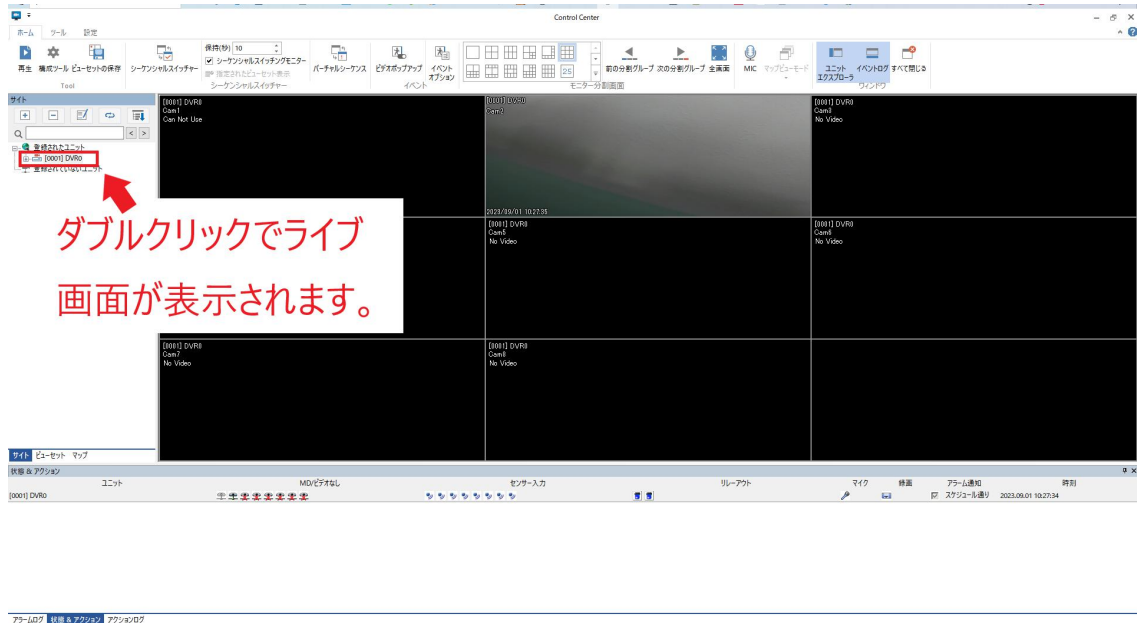 Control Center
ホーム ツール 設定
再生 構成ツール ビューセットの保存 シーケンシャルスイッチャー
保持(秒) 10
シーケンシャルスイッチングモニター
指定されたビューセット表示
バーチャルシーケンス ビデオポップアップ イベントオプション
25
前の分割グループ 次の分割グループ 全画面 MIC マップビューモード ユニットエクスプローラ イベントログ すべて閉じる
Tool シーケンシャルスイッチャー イベント モニター分割画面 ウィンドウ
サイト
登録されたユニット
[0001] DVR0
登録されていないユニット
ダブルクリックでライブ
画面が表示されます。
[0001] DVR0
Cam1
Can Not Use
[0001] DVR0
Cam2
2023/09/01 10:27:35
[0001] DVR0
Cam3
No Video
[0001] DVR0
Cam5
No Video
[0001] DVR0
Cam6
No Video
[0001] DVR0
Cam7
No Video
[0001] DVR0
Cam8
No Video
サイト ビューセット マップ
状態 & アクション
ユニット MD/ビデオなし センサー入力 リレーアウト マイク 録画 アラーム通知 時刻
[0001] DVR0 スケジュール通り 2023.09.01 10:27:34
アラームログ 状態 & アクション アクションログ